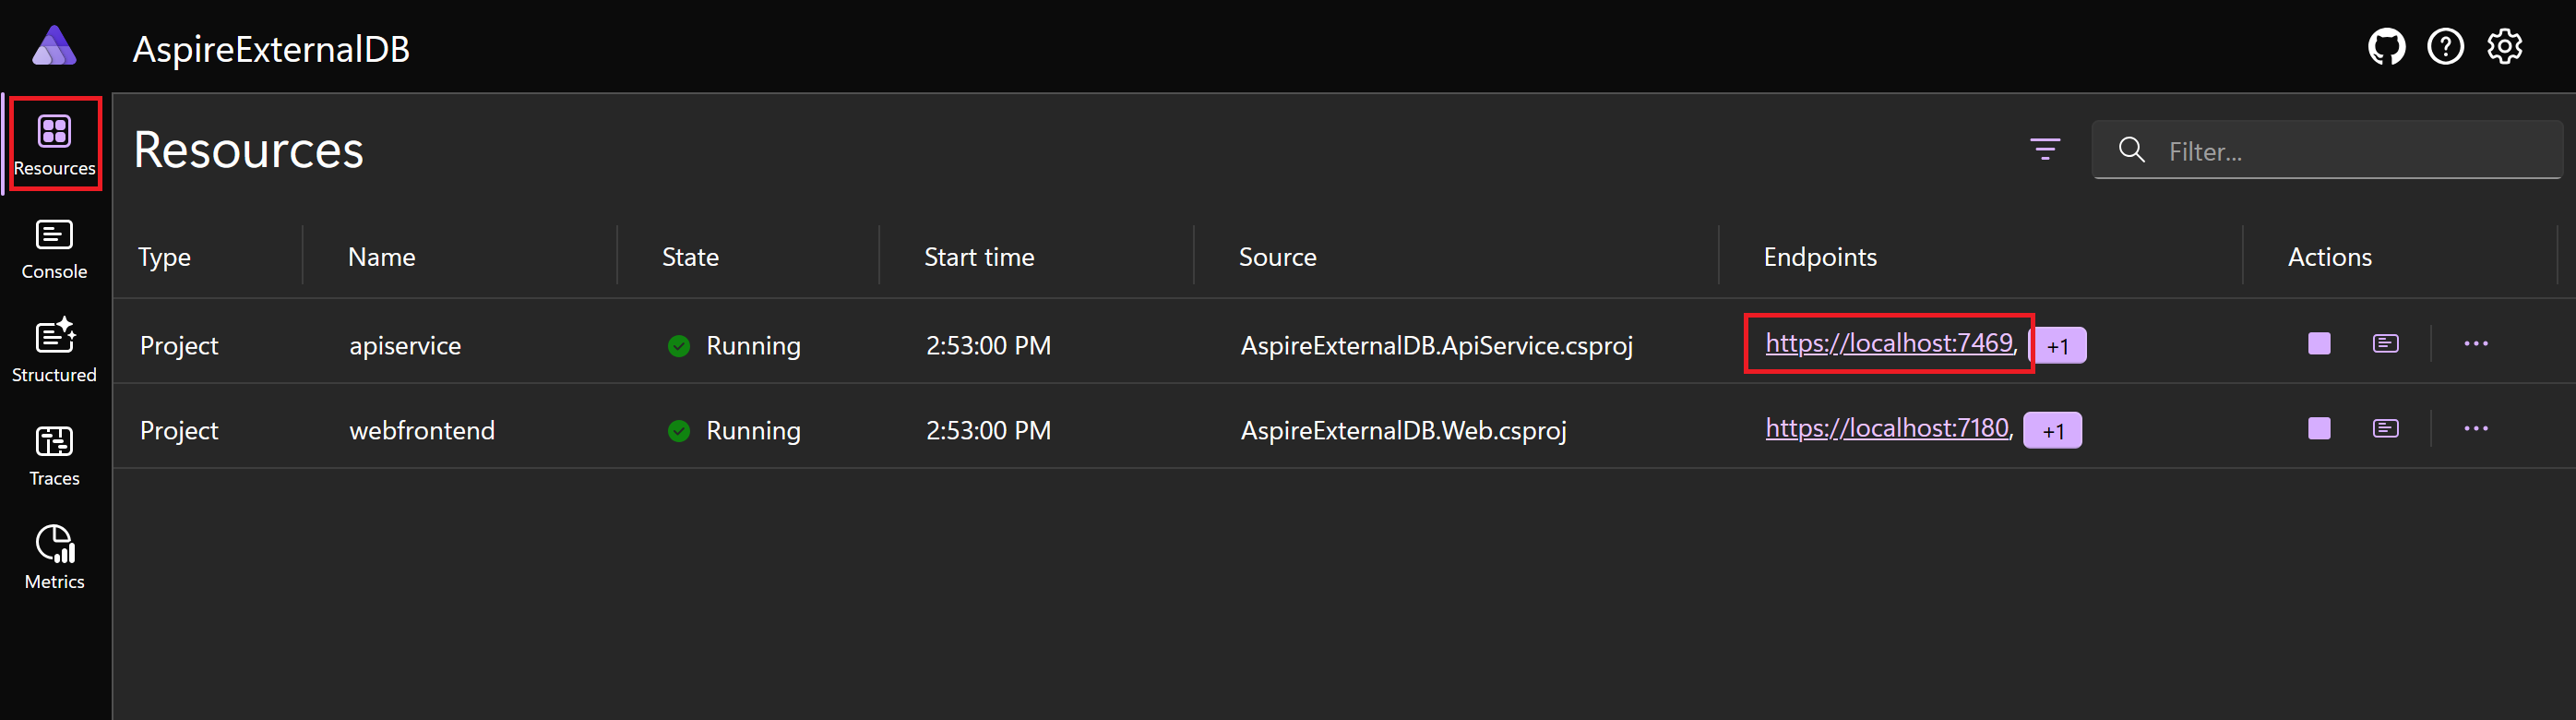 AspireExternalDB
Resources
Console
Structured
Traces
Metrics
Resources
Filter...
Type Name State Start time Source Endpoints Actions
Project apiservice Running 2:53:00 PM AspireExternalDB.ApiService.csproj https://localhost:7469, +1
Project webfrontend Running 2:53:00 PM AspireExternalDB.Web.csproj https://localhost:7180, +1